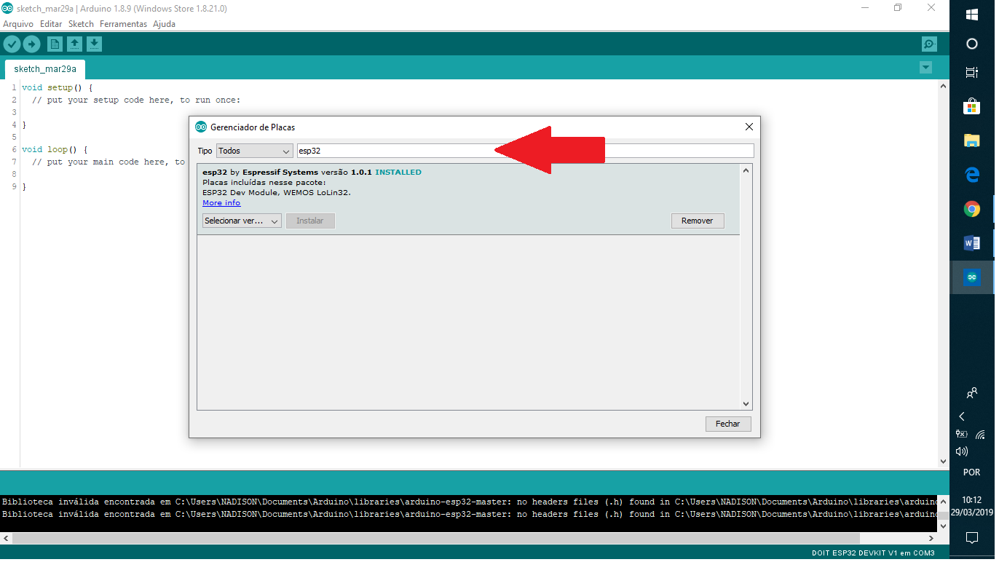 sketch_mar29a | Arduino 1.8.9 (Windows Store 1.8.21.0)
Arquivo Editar Sketch Ferramentas Ajuda
sketch_mar29a
1 void setup() {
2 // put your setup code here, to run once:
3
4 }
5
6 void loop() {
7 // put your main code here, to
8
9 }
Gerenciador de Placas
Tipo Todos esp32
esp32 by Espressif Systems versão 1.0.1 INSTALLED
Placas incluídas nesse pacote:
ESP32 Dev Module, WEMOS LoLin32.
More info
Selecionar ver... Instalar Remover
Fechar
Biblioteca inválida encontrada em C:\Users\NADISON\Documents\Arduino\libraries\arduino-esp32-master: no headers files (.h) found in C:\Users\NADISON\Documents\Arduino\libraries\arduino
Biblioteca inválida encontrada em C:\Users\NADISON\Documents\Arduino\libraries\arduino-esp32-master: no headers files (.h) found in C:\Users\NADISON\Documents\Arduino\libraries\arduino
DOIT ESP32 DEVKIT V1 em COM3
POR
10:12
29/03/2019